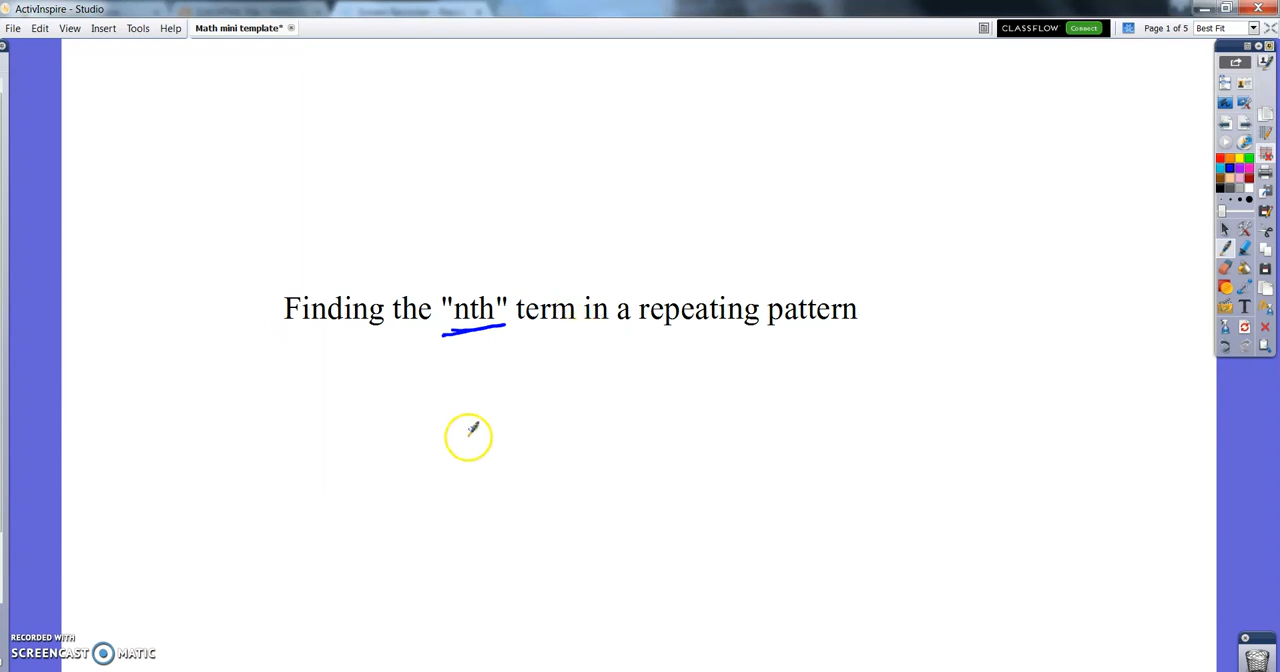 ActivInspire - Studio
File Edit View Insert Tools Help Math mini template* CLASSFLOW Connect Page 1 of 5 Best Fit
Finding the "nth" term in a repeating pattern
T
RECORDED WITH
SCREENCAST MATIC